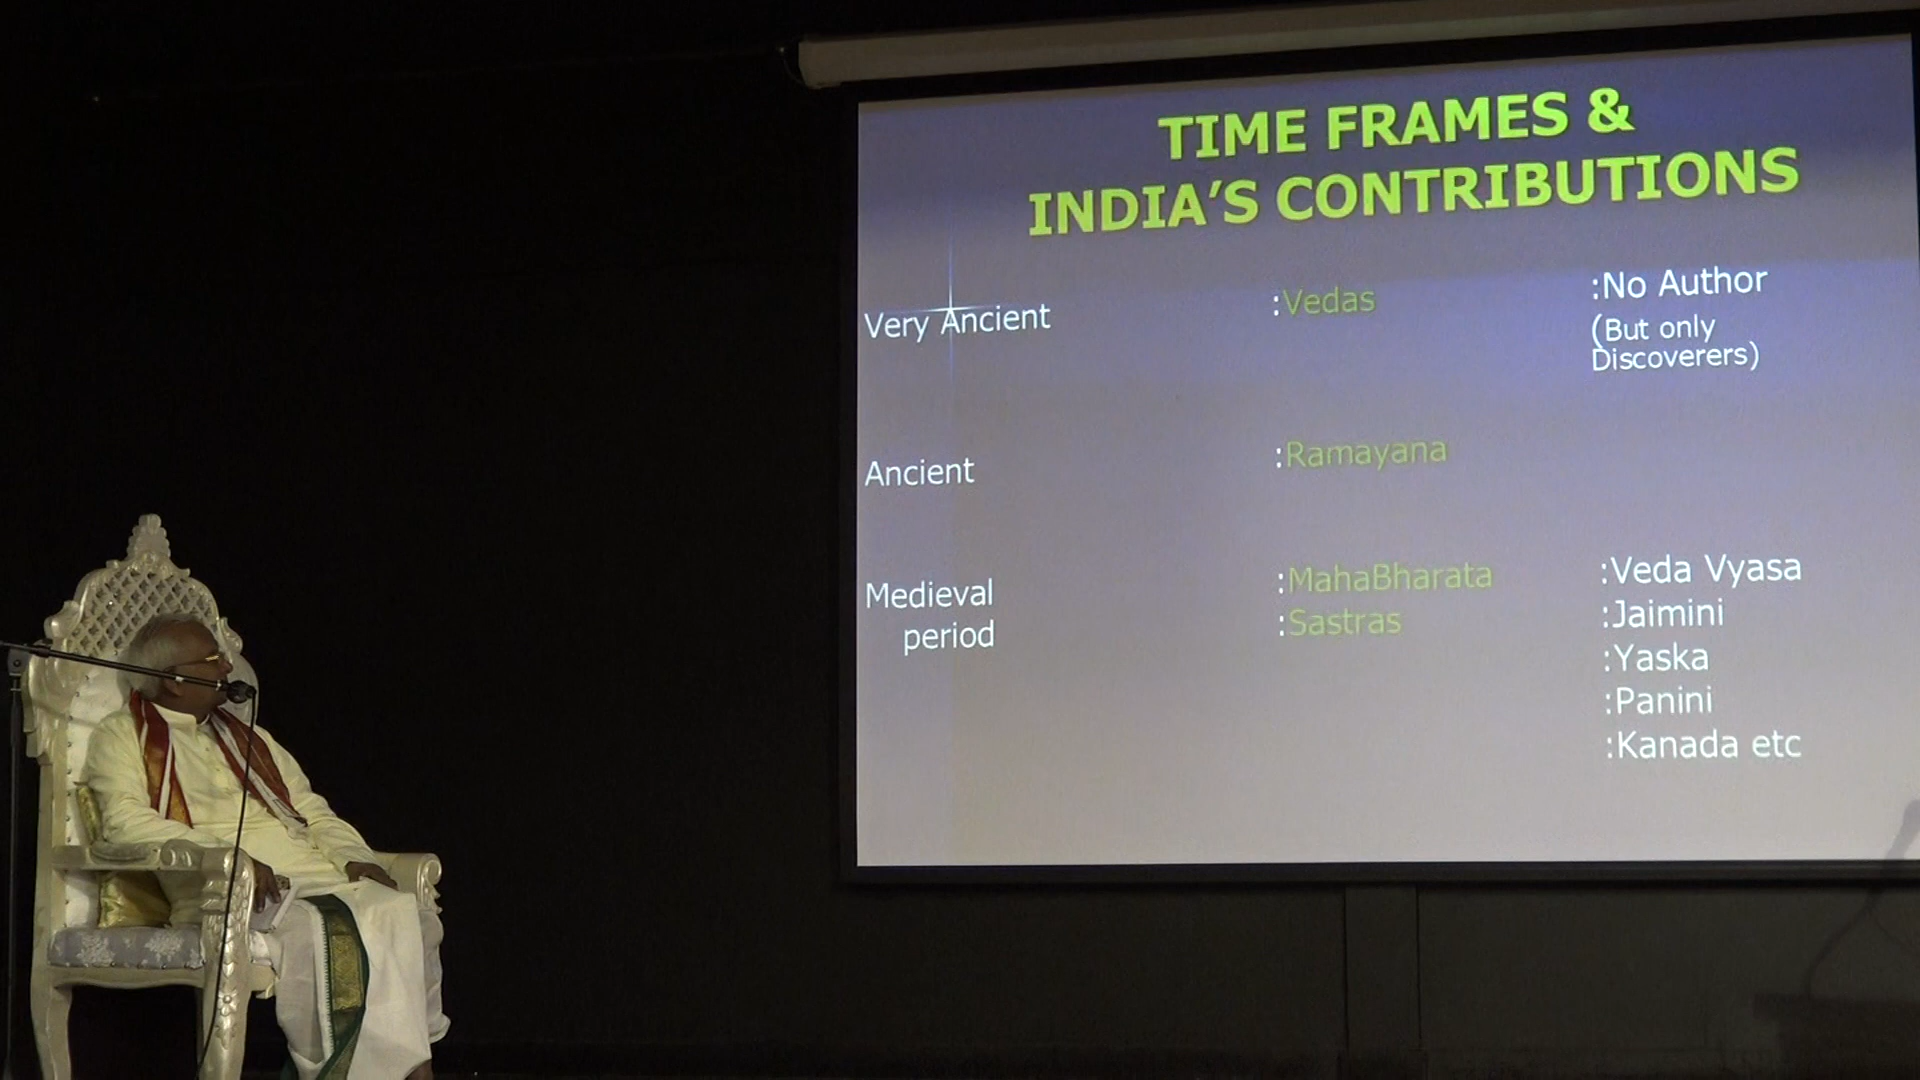 TIME FRAMES &
INDIA’S CONTRIBUTIONS
Very Ancient :Vedas :No Author
(But only
Discoverers)
Ancient :Ramayana
Medieval :MahaBharata :Veda Vyasa
period :Sastras :Jaimini
:Yaska
:Panini
:Kanada etc